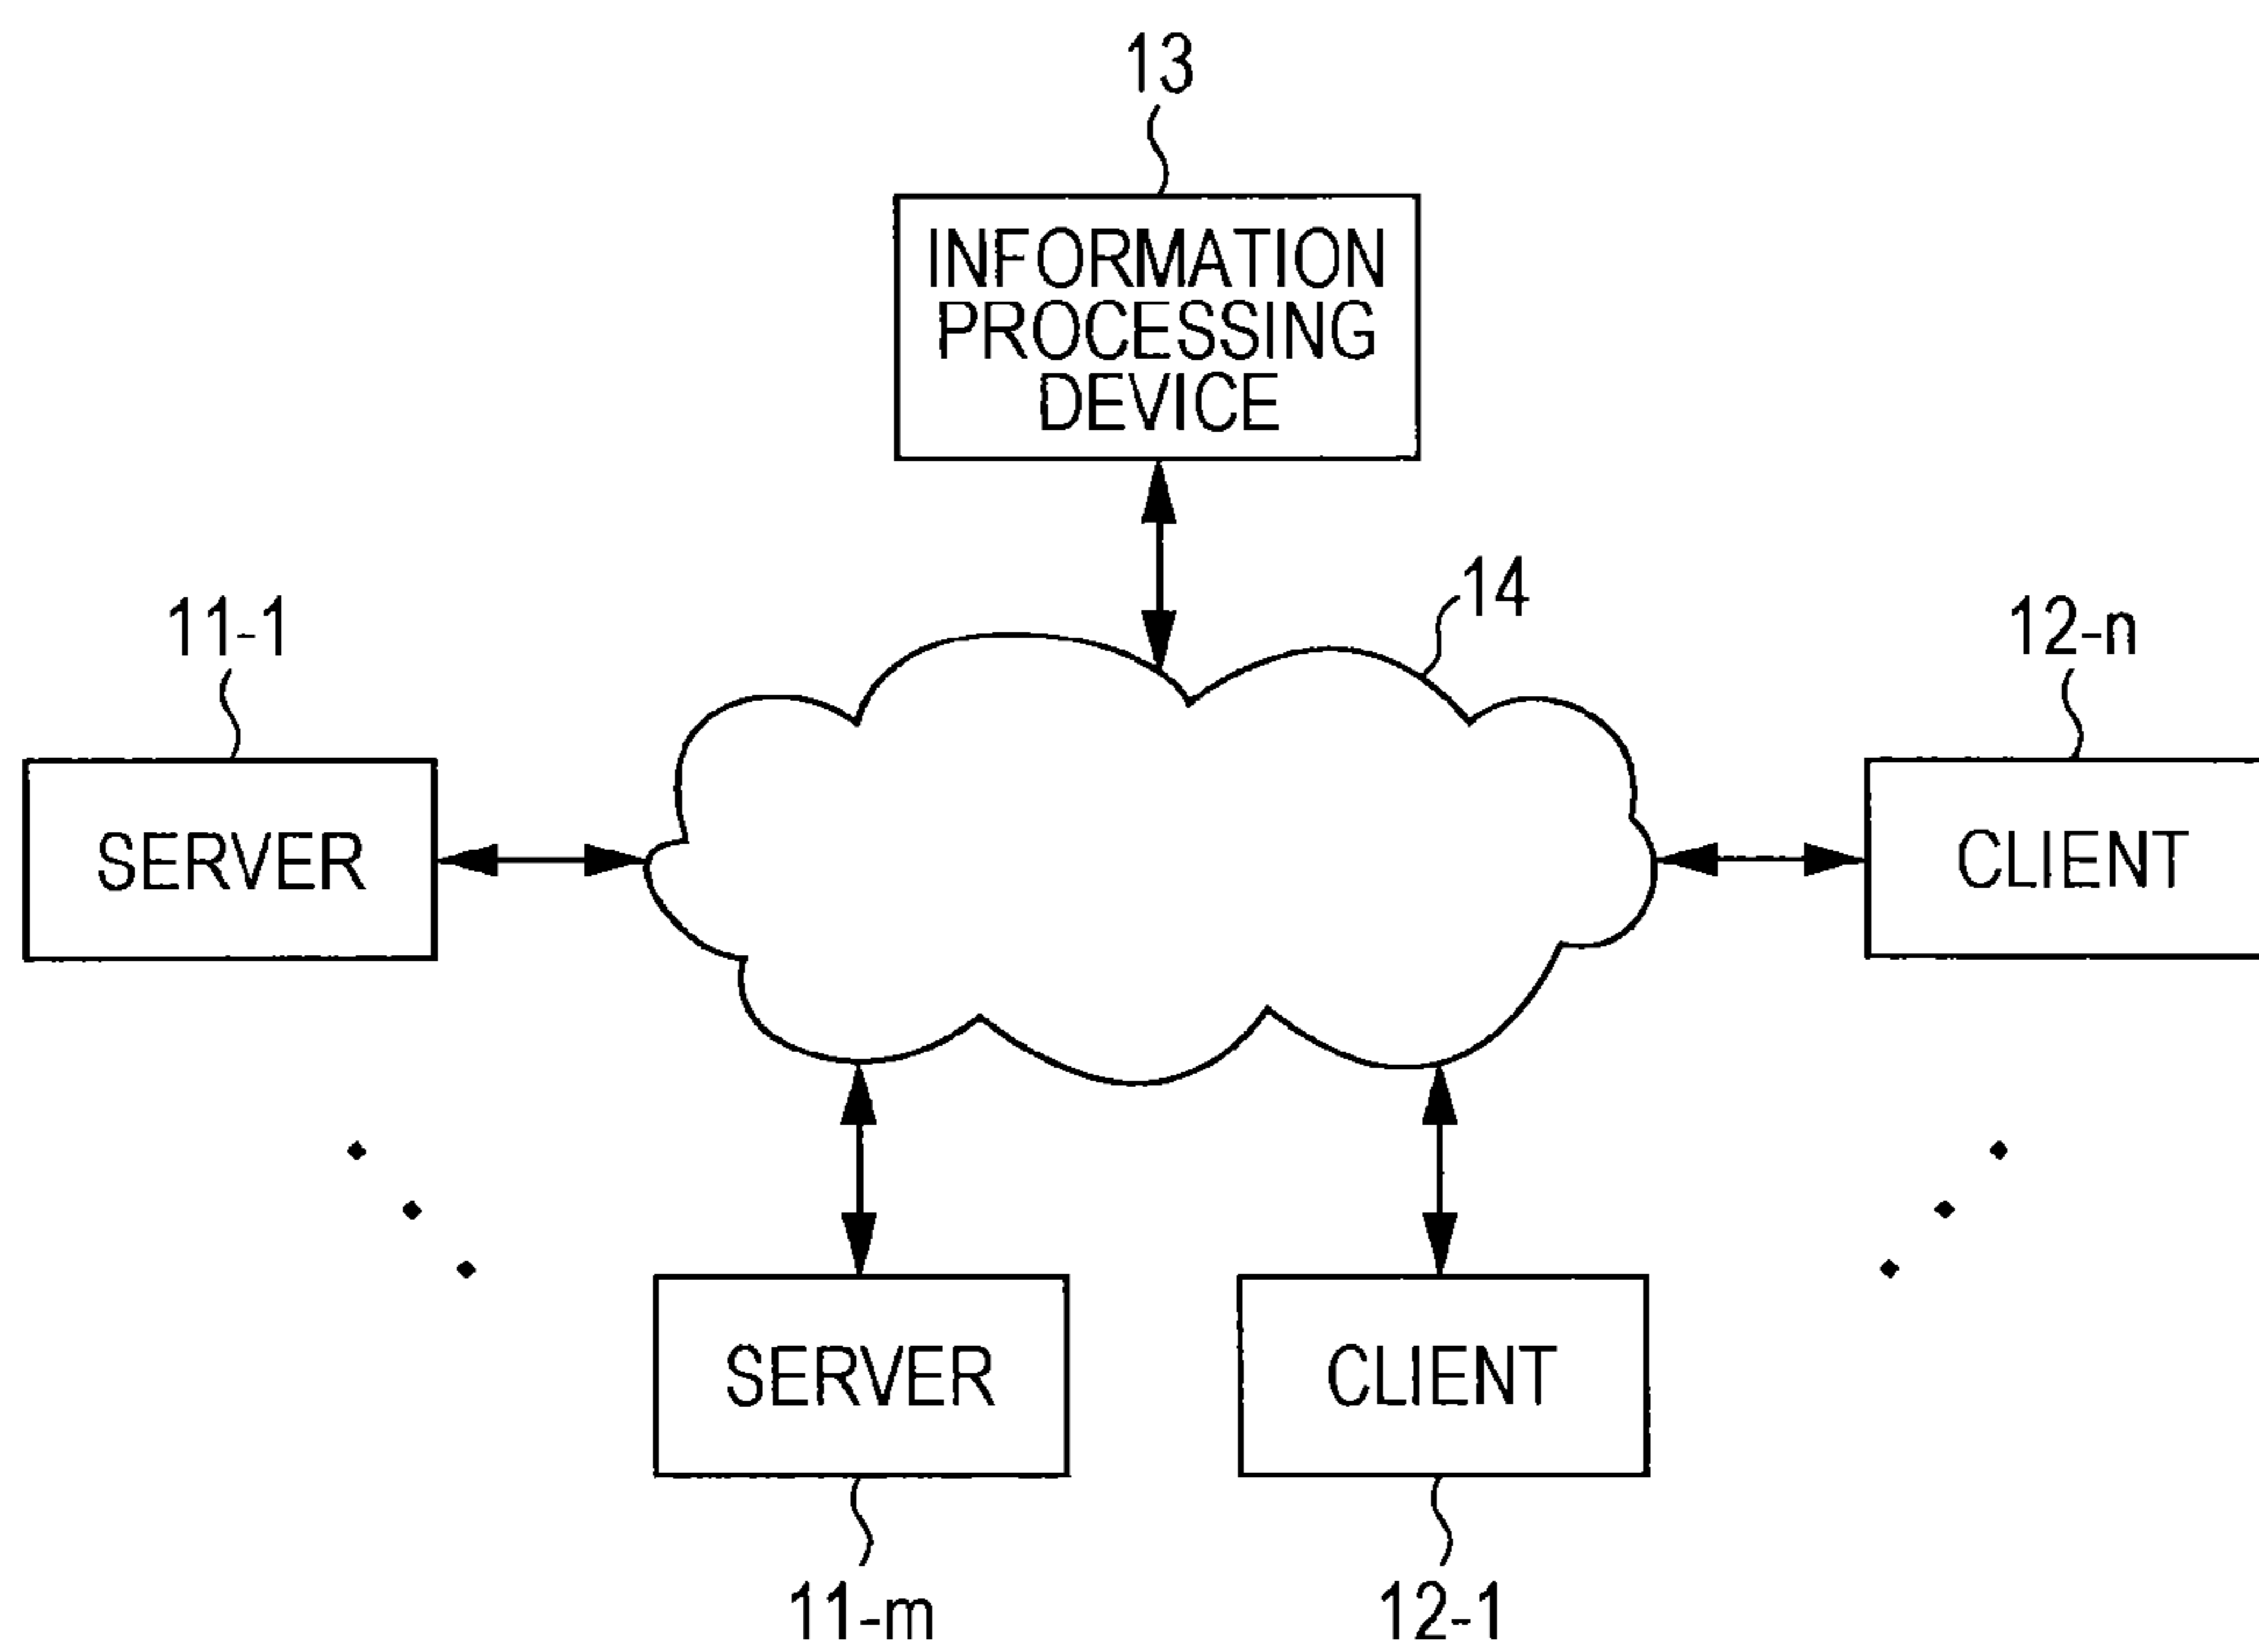 13
INFORMATION
PROCESSING
DEVICE
14
11-1
12-n
SERVER
CLIENT
SERVER
CLIENT
11-m
12-1